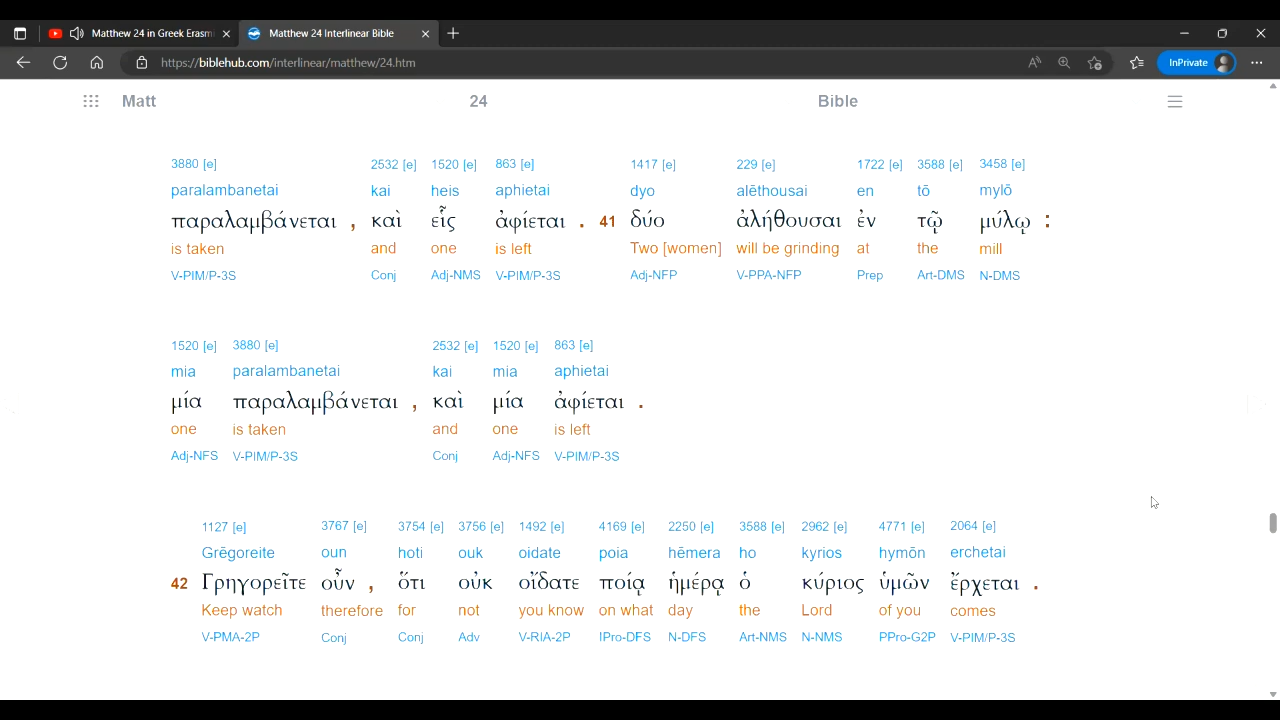 Matthew 24 in Greek Erasmi
Matthew 24 Interlinear Bible
https://biblehub.com/interlinear/matthew/24.htm
InPrivate
Matt 24 Bible
3880 [e] 2532 [e] 1520 [e] 863 [e] 1417 [e] 229 [e] 1722 [e] 3588 [e] 3458 [e]
paralambanetai kai heis aphietai dyo alēthousai en tō mylō
παραλαμβάνεται , καὶ εἷς ἀφίεται . 41 δύο ἀλήθουσαι ἐν τῷ μύλῳ :
is taken and one is left Two [women] will be grinding at the mill
V-PIM/P-3S Conj Adj-NMS V-PIM/P-3S Adj-NFP V-PPA-NFP Prep Art-DMS N-DMS
1520 [e] 3880 [e] 2532 [e] 1520 [e] 863 [e]
mia paralambanetai kai mia aphietai
μία παραλαμβάνεται , καὶ μία ἀφίεται .
one is taken and one is left
Adj-NFS V-PIM/P-3S Conj Adj-NFS V-PIM/P-3S
1127 [e] 3767 [e] 3754 [e] 3756 [e] 1492 [e] 4169 [e] 2250 [e] 3588 [e] 2962 [e] 4771 [e] 2064 [e]
Grēgoreite oun hoti ouk oidate poia hēmera ho kyrios hymōn erchetai
42 Γρηγορεῖτε οὖν , ὅτι οὐκ οἴδατε ποίᾳ ἡμέρᾳ ὁ κύριος ὑμῶν ἔρχεται .
Keep watch therefore for not you know on what day the Lord of you comes
V-PMA-2P Conj Conj Adv V-RIA-2P IPro-DFS N-DFS Art-NMS N-NMS PPro-G2P V-PIM/P-3S